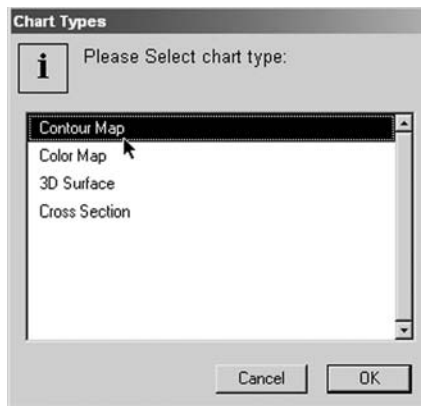 Chart Types
i
Please Select chart type:
Contour Map
Color Map
3D Surface
Cross Section
Cancel
OK